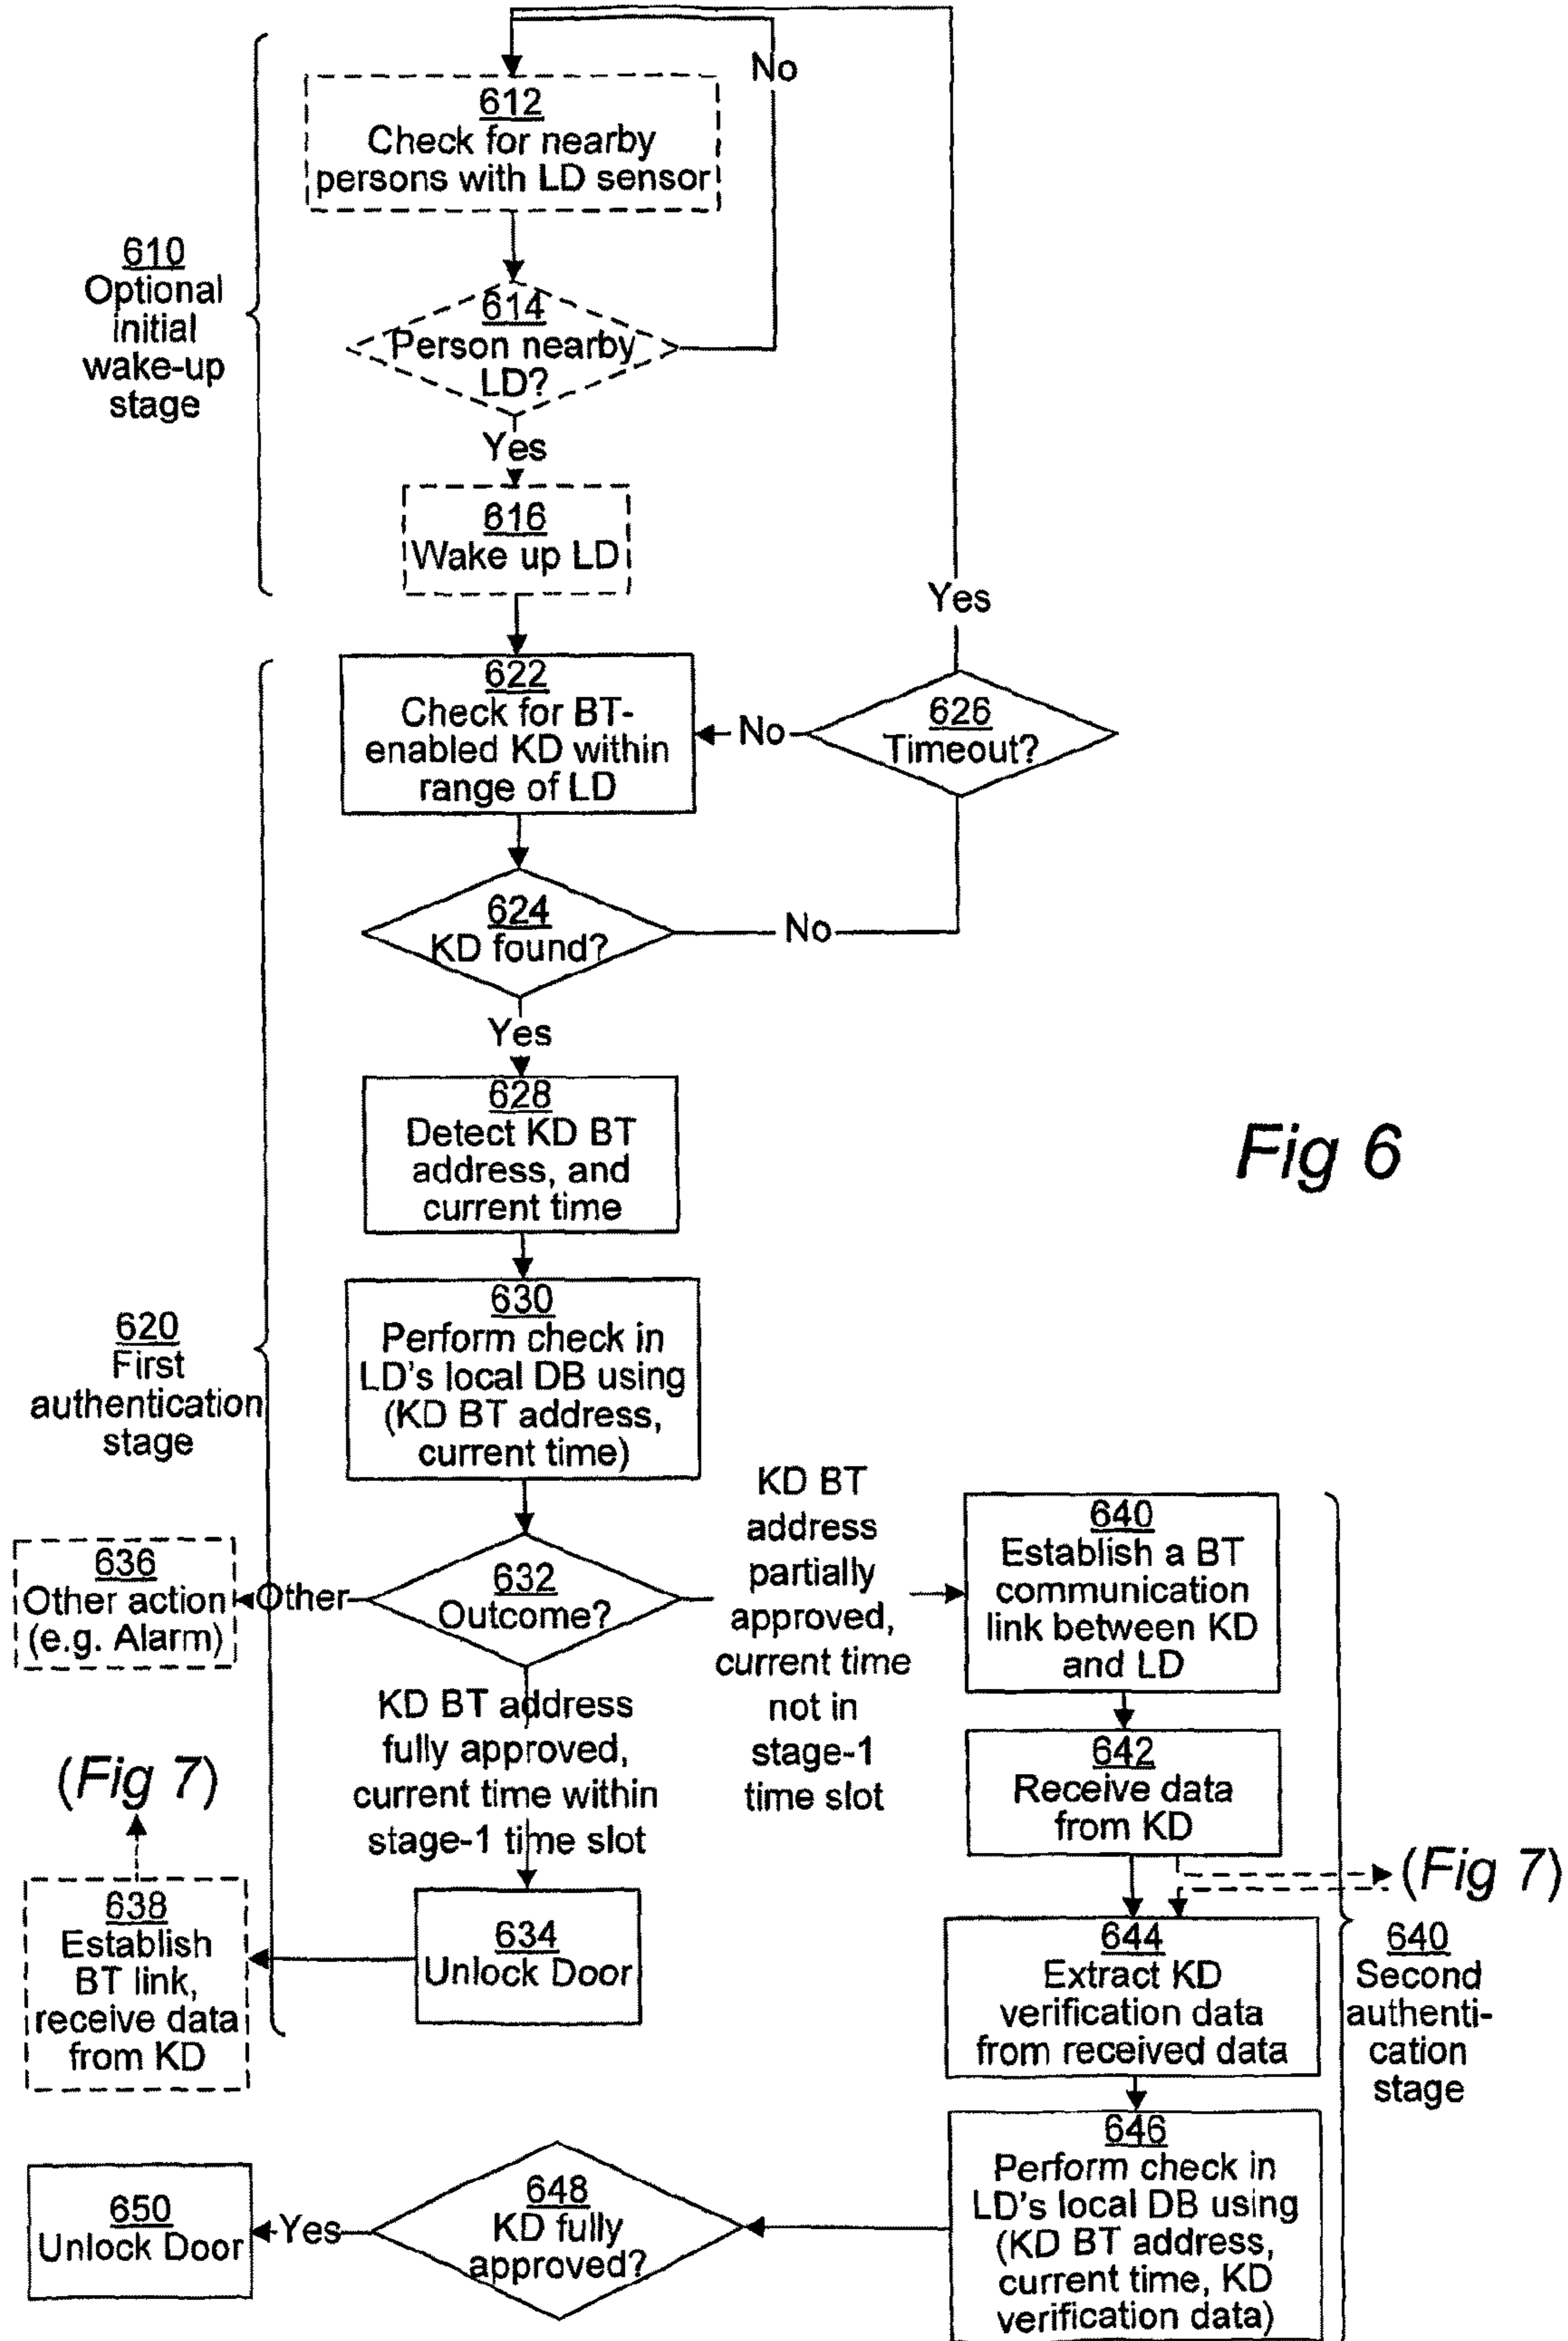 No
612
Check for nearby
persons with LD sensor
610
Optional
initial
wake-up
stage
614
Person nearby
LD?
Yes
616
Wake up LD
Yes
622
Check for BT-
enabled KD within
range of LD
No
626
Timeout?
624
KD found?
No
Yes
628
Detect KD BT
address, and
current time
Fig 6
630
Perform check in
LD's local DB using
(KD BT address,
current time)
620
First
authentication
stage
636
Other action
(e.g. Alarm)
Other
632
Outcome?
KD BT
address
partially
approved,
current time
not in
stage-1
time slot
640
Establish a BT
communication
link between KD
and LD
KD BT address
fully approved,
current time within
stage-1 time slot
642
Receive data
from KD
(Fig 7)
(Fig 7)
638
Establish
BT link,
receive data
from KD
634
Unlock Door
644
Extract KD
verification data
from received data
640
Second
authenti-
cation
stage
646
Perform check in
LD's local DB using
(KD BT address,
current time, KD
verification data)
648
KD fully
approved?
Yes
650
Unlock Door